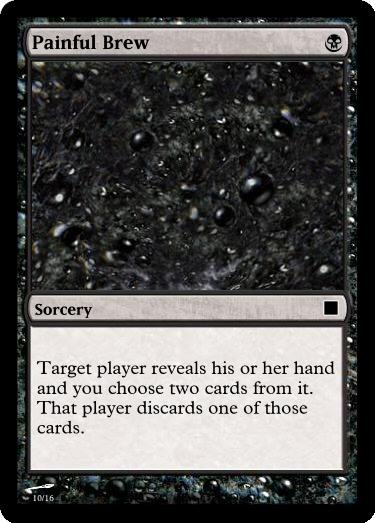 Painful Brew
Sorcery
Target player reveals his or her hand
and you choose two cards from it.
That player discards one of those
cards.
10/16